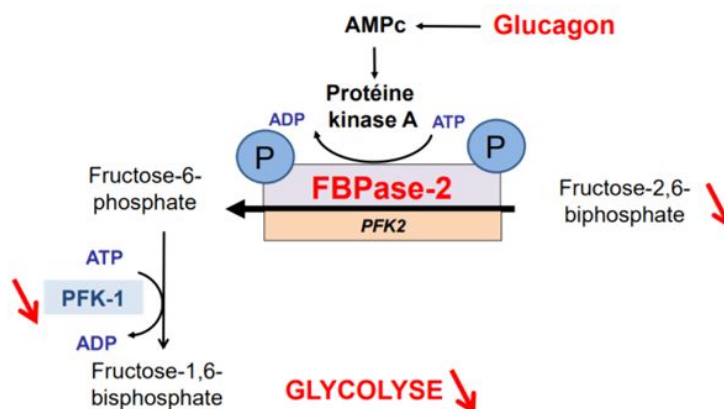 AMPc
Glucagon
Protéine
kinase A
ADP
ATP
P
P
FBPase-2
PFK2
Fructose-6-
phosphate
Fructose-2,6-
biphosphate
ATP
PFK-1
ADP
Fructose-1,6-
bisphosphate
GLYCOLYSE